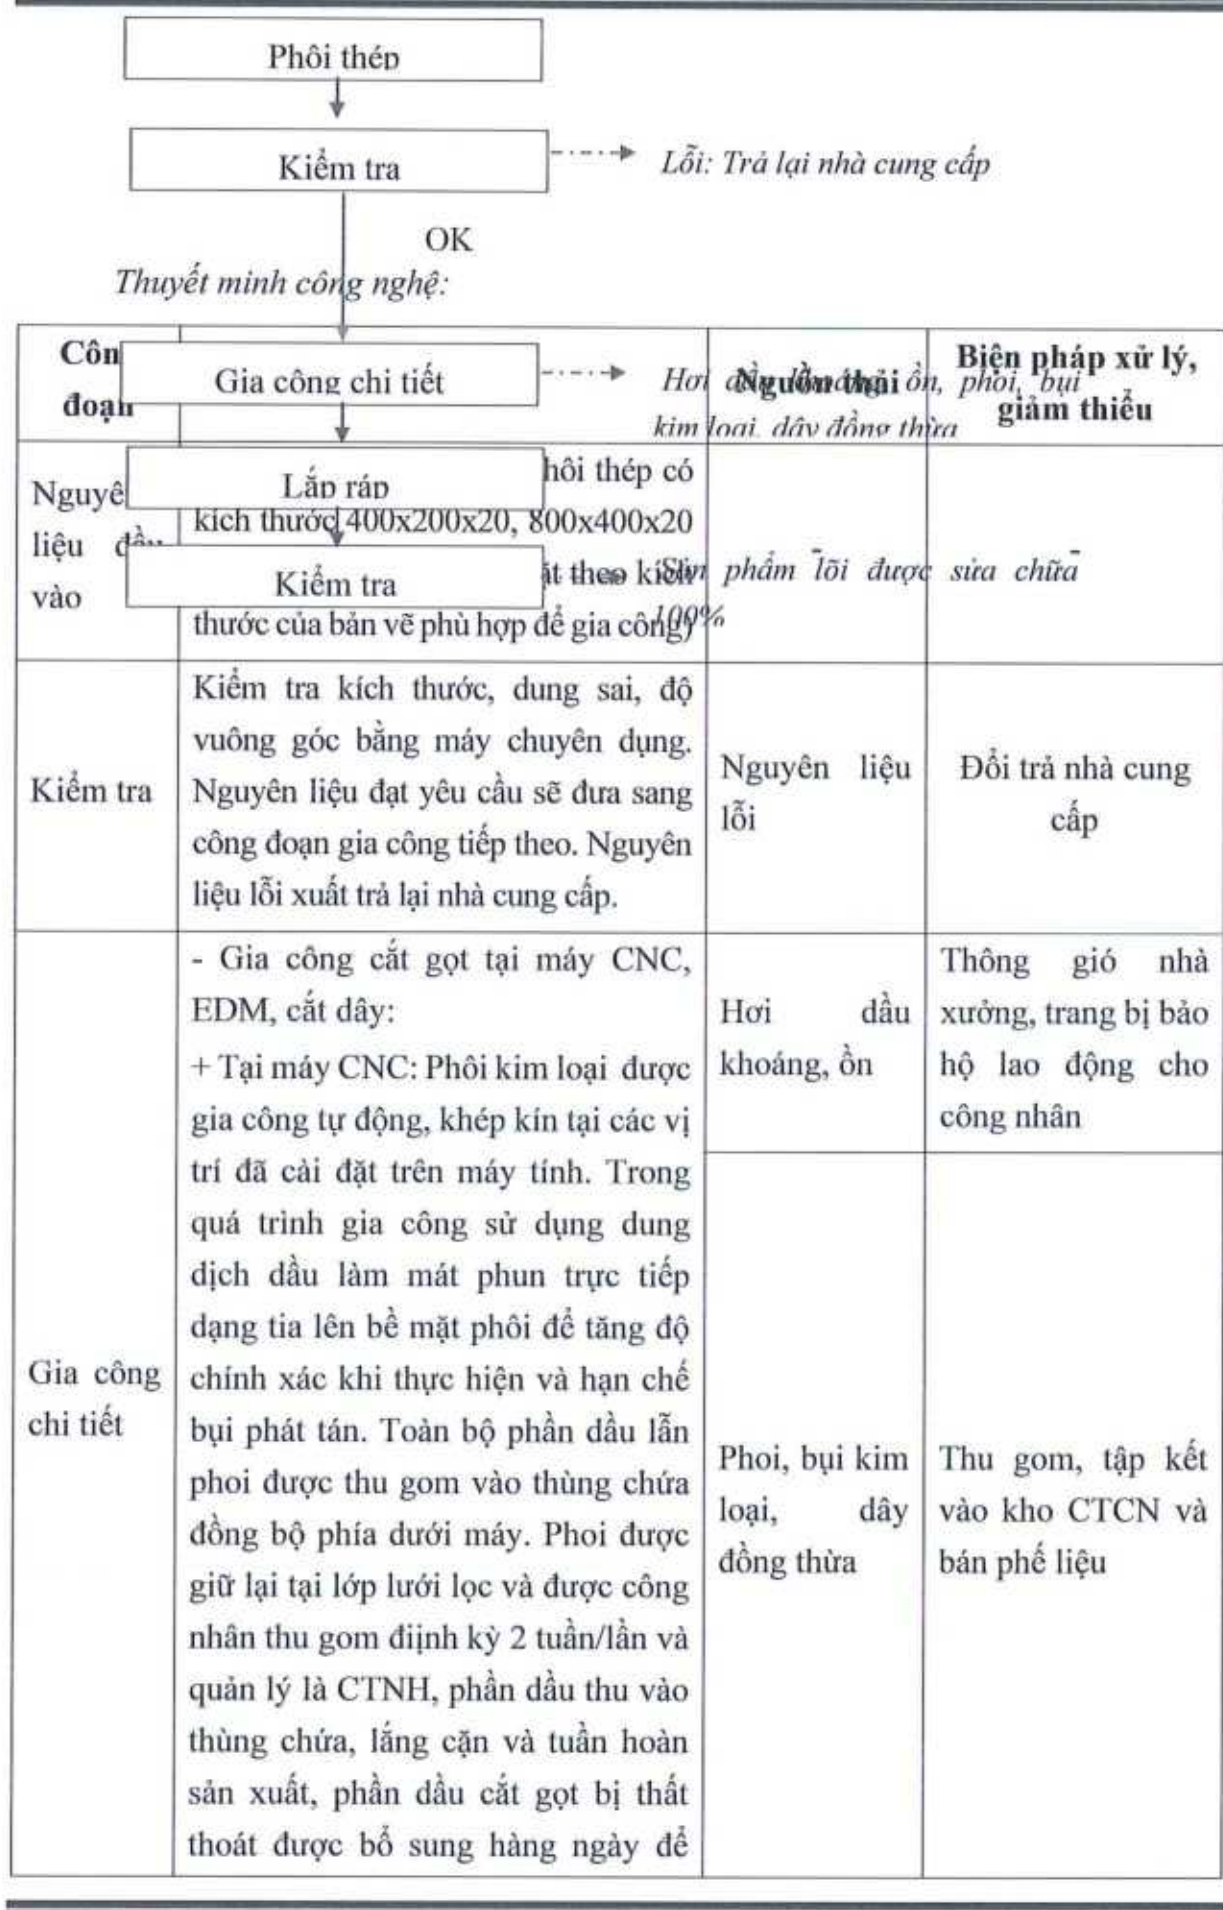 Phôi thép
Kiểm tra
Lỗi: Trả lại nhà cung cấp
OK
Thuyết minh công nghệ:
Côn
đoạn
Gia công chi tiết
Hơi
ồn, phoi, bụi
kim loại, dây đồng thừa
Nguồn thải
Biện pháp xử lý,
giảm thiểu
Lắp ráp
Kiểm tra
Sản phẩm lỗi được sửa chữa
100%
Nguyê
liệu đầu
vào
hôi thép có
kích thước 400x200x20, 800x400x20
ặt theo kích
thước của bản vẽ phù hợp để gia công)
Kiểm tra
Kiểm tra kích thước, dung sai, độ
vuông góc bằng máy chuyên dụng.
Nguyên liệu đạt yêu cầu sẽ đưa sang
công đoạn gia công tiếp theo. Nguyên
liệu lỗi xuất trả lại nhà cung cấp.
Nguyên liệu
lỗi
Đổi trả nhà cung
cấp
Gia công
chi tiết
- Gia công cắt gọt tại máy CNC,
EDM, cắt dây:
+ Tại máy CNC: Phôi kim loại được
gia công tự động, khép kín tại các vị
trí đã cài đặt trên máy tính. Trong
quá trình gia công sử dụng dung
dịch dầu làm mát phun trực tiếp
dạng tia lên bề mặt phôi để tăng độ
chính xác khi thực hiện và hạn chế
bụi phát tán. Toàn bộ phần dầu lẫn
phoi được thu gom vào thùng chứa
đồng bộ phía dưới máy. Phoi được
giữ lại tại lớp lưới lọc và được công
nhân thu gom điịnh kỳ 2 tuần/lần và
quản lý là CTNH, phần dầu thu vào
thùng chứa, lắng cặn và tuần hoàn
sản xuất, phần dầu cắt gọt bị thất
thoát được bổ sung hàng ngày để
Hơi dầu
khoáng, ồn
Thông gió nhà
xưởng, trang bị bảo
hộ lao động cho
công nhân
Phoi, bụi kim
loại, dây
đồng thừa
Thu gom, tập kết
vào kho CTCN và
bán phế liệu